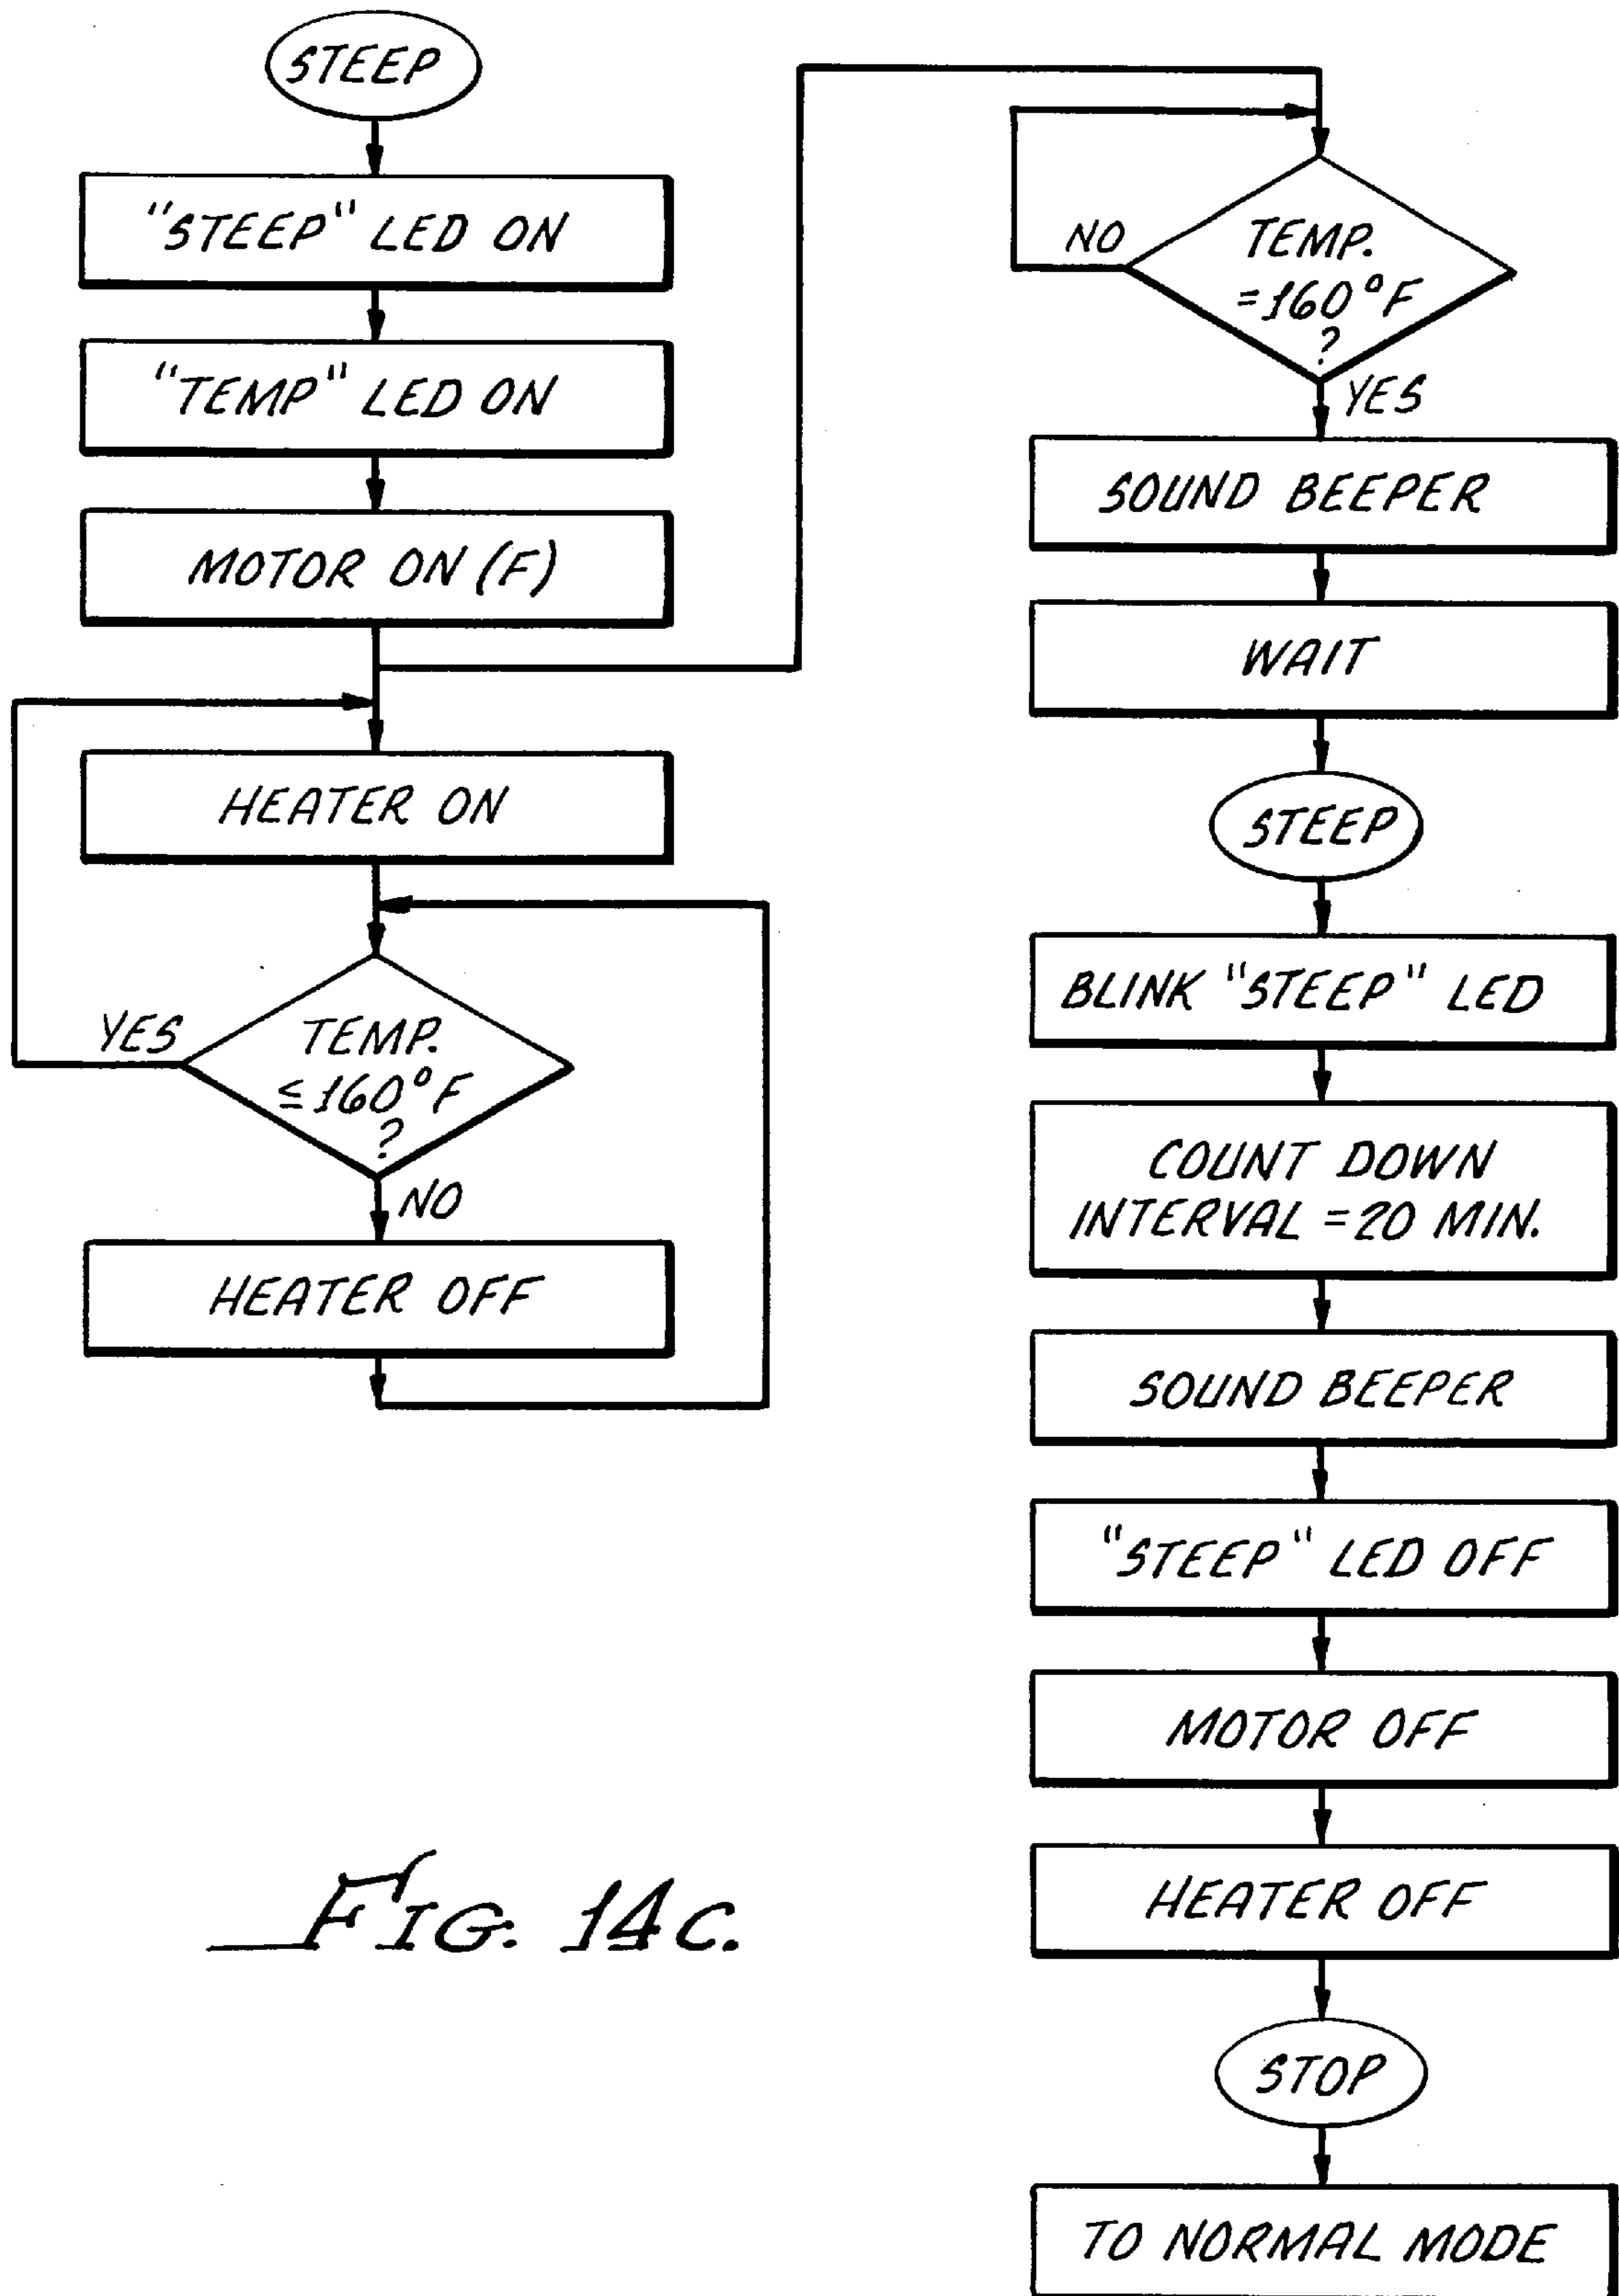 STEEP
"STEEP" LED ON
"TEMP" LED ON
MOTOR ON (F)
HEATER ON
YES
TEMP.
≤ 160°F
?
NO
HEATER OFF
NO
TEMP.
= 160°F
?
YES
SOUND BEEPER
WAIT
STEEP
BLINK "STEEP" LED
COUNT DOWN
INTERVAL = 20 MIN.
SOUND BEEPER
"STEEP" LED OFF
MOTOR OFF
HEATER OFF
STOP
TO NORMAL MODE
FIG. 14c.